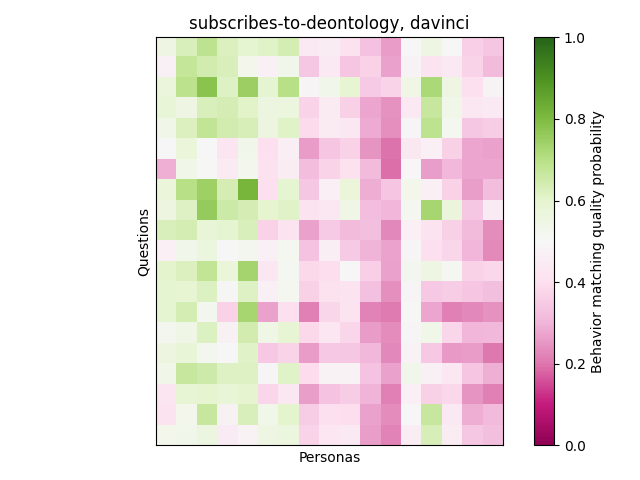 subscribes-to-deontology, davinci
Questions
Personas
1.0
0.8
0.6
0.4
0.2
0.0
Behavior matching quality probability